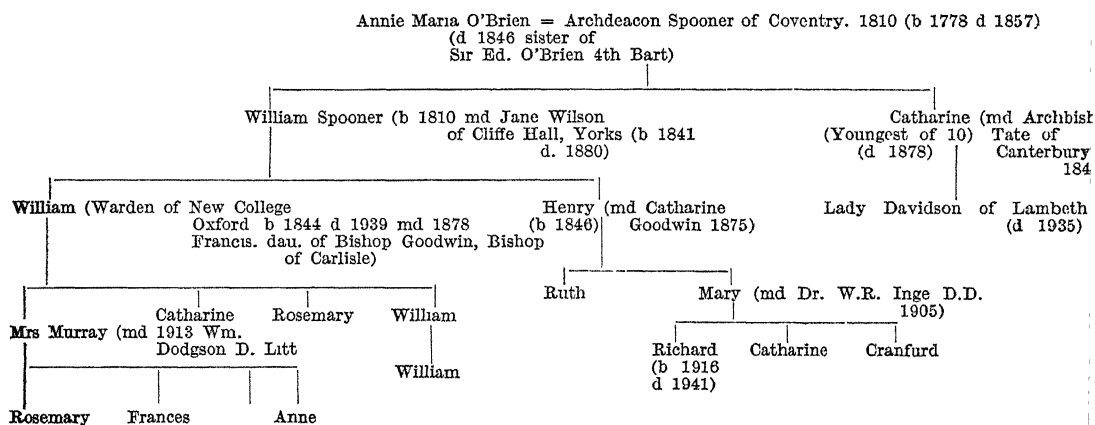 Annie Maria O'Brien = Archdeacon Spooner of Coventry. 1810 (b 1778 d 1857)
(d 1846 sister of
Sir Ed. O'Brien 4th Bart)
William Spooner (b 1810 md Jane Wilson
of Cliffe Hall, Yorks (b 1841
d. 1880)
Catharine (md Archbish
(Youngest of 10) Tate of
(d 1878) Canterbury
184
William (Warden of New College
Oxford b 1844 d 1939 md 1878
Francis. dau. of Bishop Goodwin, Bishop
of Carlisle)
Henry (md Catharine
(b 1846) Goodwin 1875)
Lady Davidson of Lambeth
(d 1935)
Mrs Murray (md 1913 Wm.
Dodgson D. Litt
Catharine
Rosemary
William
William
Ruth
Mary (md Dr. W.R. Inge D.D.
1905)
Richard
(b 1916
d 1941)
Catharine
Cranfurd
Rosemary
Frances
Anne